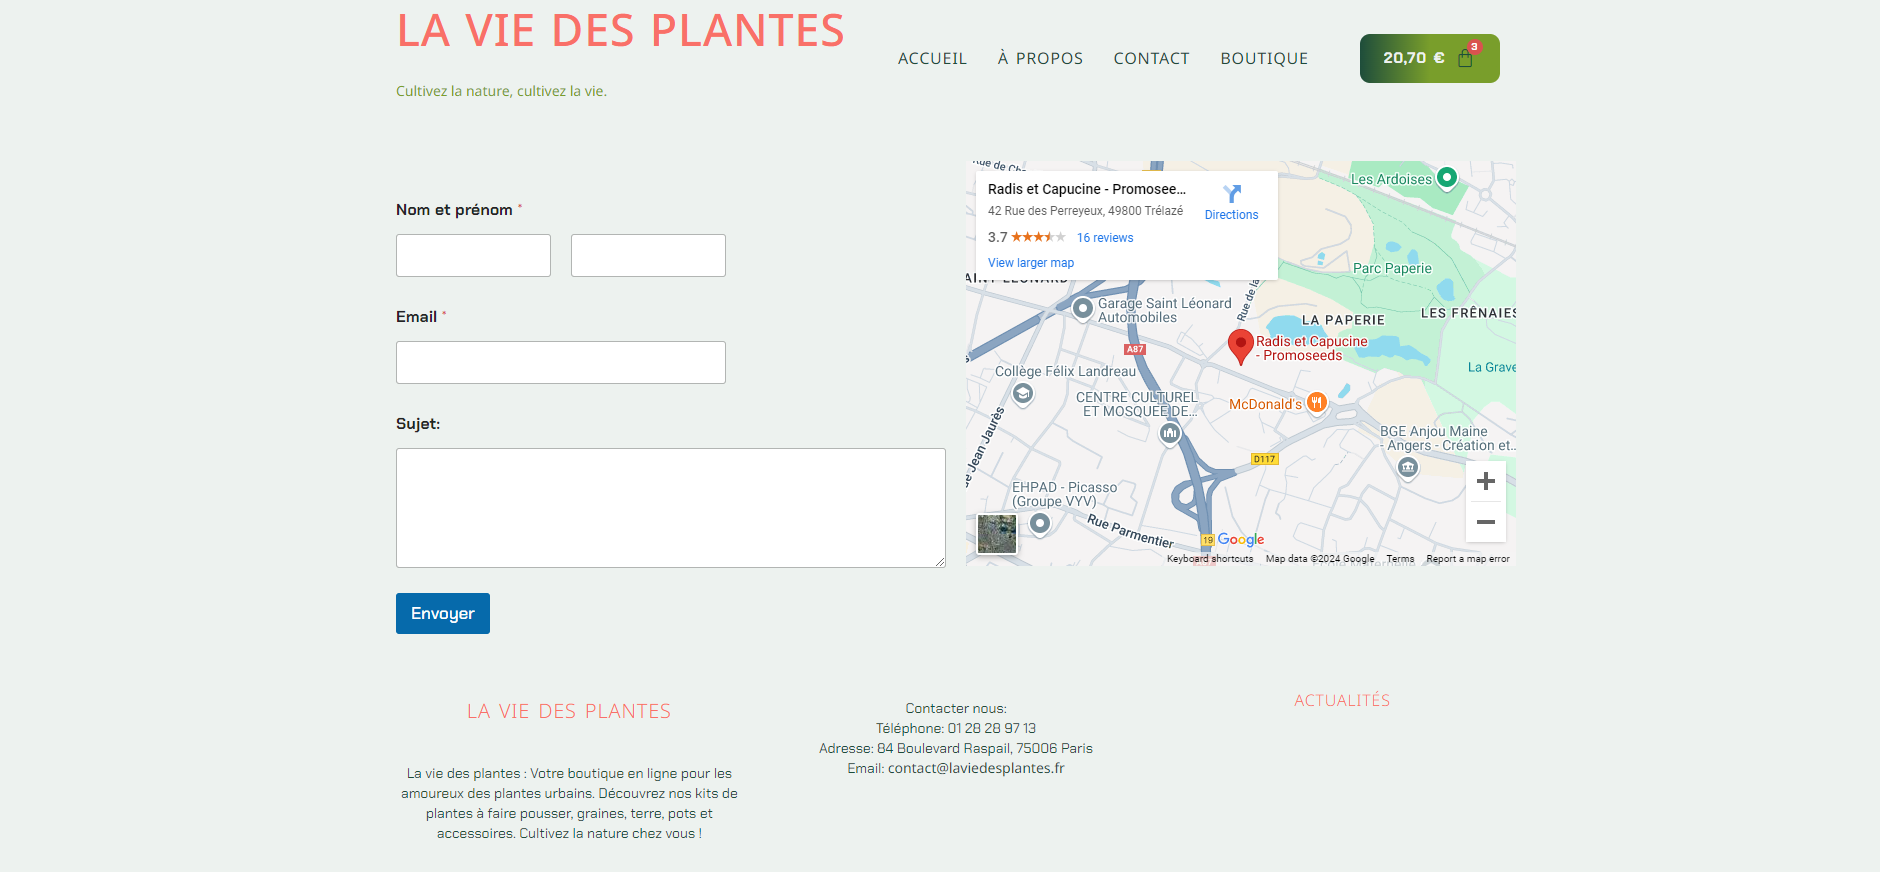 LA VIE DES PLANTES
Cultivez la nature, cultivez la vie.
ACCUEIL
À PROPOS
CONTACT
BOUTIQUE
20,70 €
3
Nom et prénom *
Email *
Sujet:
Envoyer
Rue de
Radis et Capucine - Promosee...
42 Rue des Perreyeux, 49800 Trélazé
3.7
16 reviews
View larger map
Directions
Les Ardoises
Parc Paperie
Garage Saint Léonard
Automobiles
Rue de la
LA PAPERIE
LES FRÊNAIES
A87
Radis et Capucine
- Promoseeds
La Grave
Collège Félix Landreau
CENTRE CULTUREL
ET MOSQUÉE DE...
McDonald's
Jean Jaurès
BGE Anjou Maine
- Angers - Création et...
D117
EHPAD - Picasso
(Groupe VYV)
Rue Parmentier
19
Google
Keyboard shortcuts
Map data ©2024 Google
Terms
Report a map error
LA VIE DES PLANTES
La vie des plantes : Votre boutique en ligne pour les
amoureux des plantes urbains. Découvrez nos kits de
plantes à faire pousser, graines, terre, pots et
accessoires. Cultivez la nature chez vous !
Contacter nous:
Téléphone: 01 28 28 97 13
Adresse: 84 Boulevard Raspail, 75006 Paris
Email: contact@laviedesplantes.fr
ACTUALITÉS